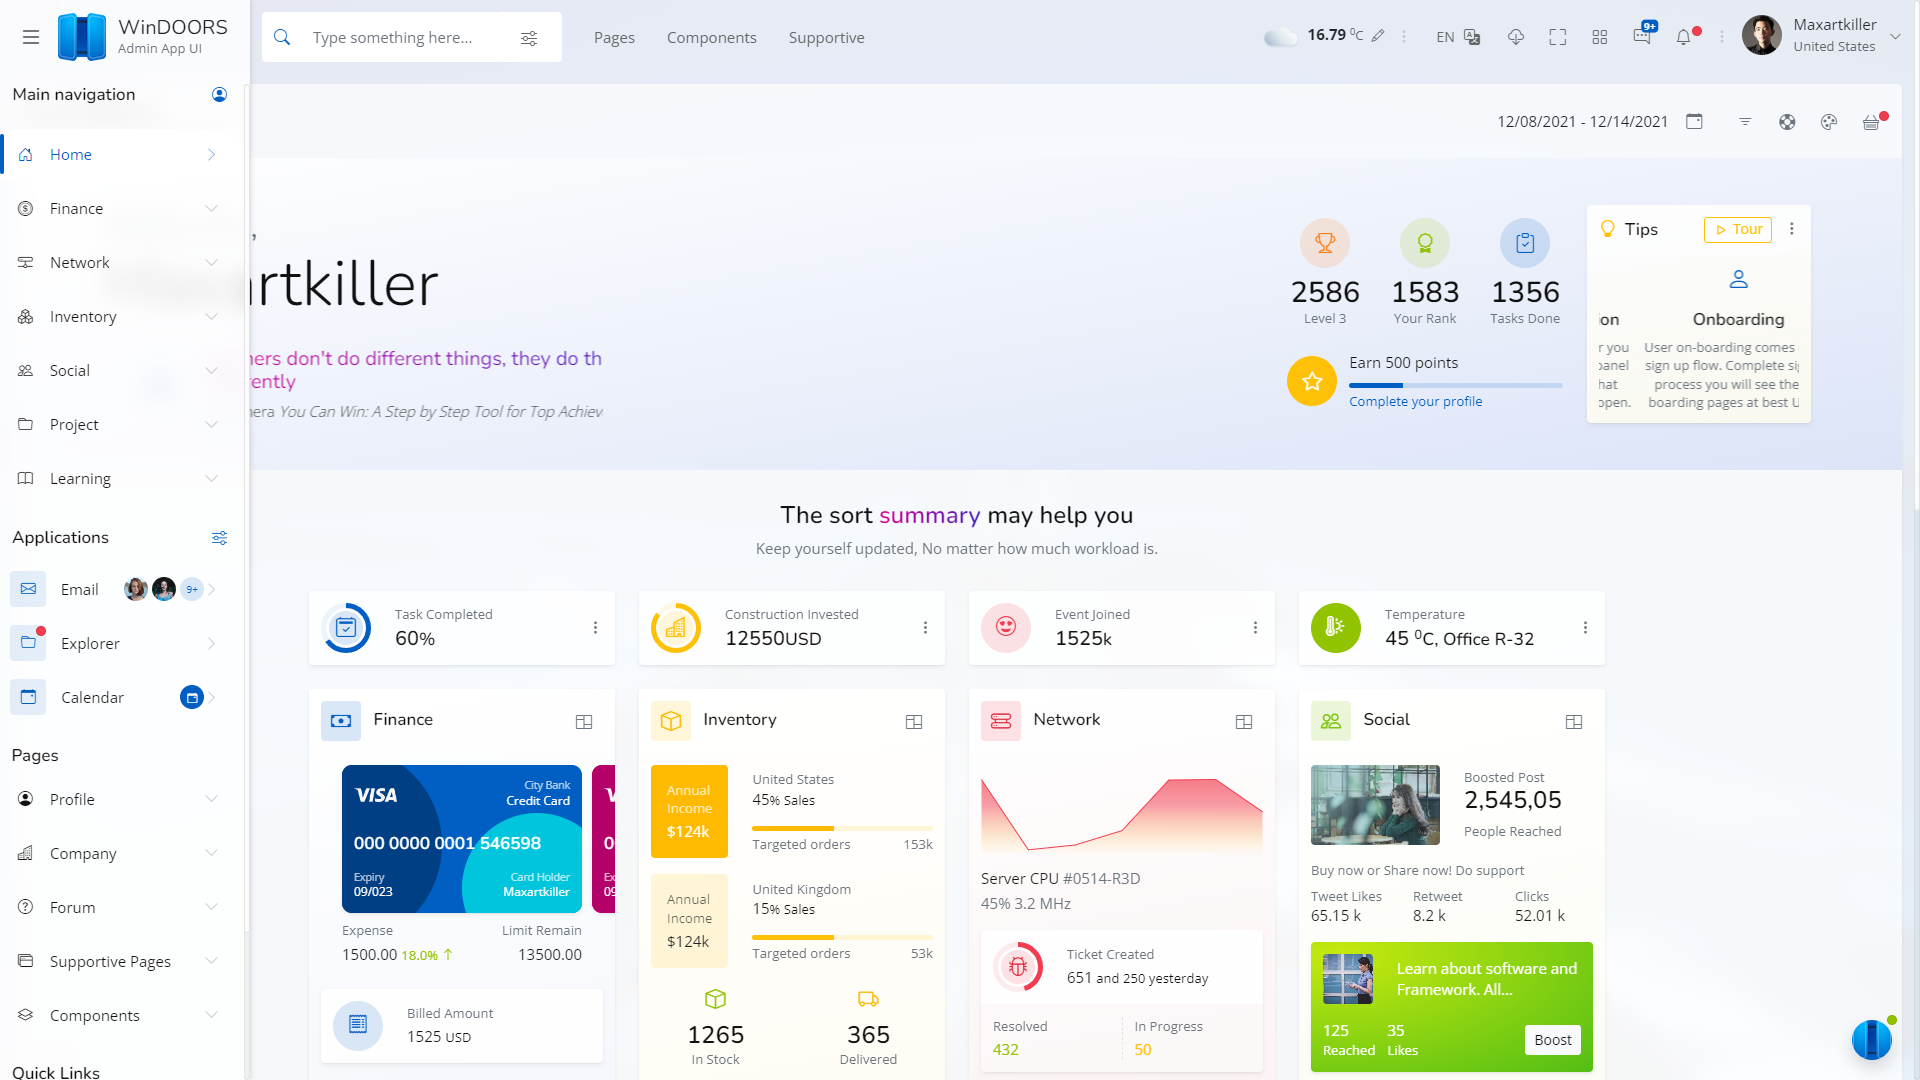 WinDOORS
Admin App UI
Type something here...
Pages
Components
Supportive
16.79 ⁰C
EN
9+
Maxartkiller
United States
Main navigation
Home
Finance
Network
Inventory
Social
Project
Learning
Applications
Email
9+
Explorer
Calendar
Pages
Profile
Company
Forum
Supportive Pages
Components
Quick Links
12/08/2021 - 12/14/2021
,
artkiller
ners don't do different things, they do th
rently
nera You Can Win: A Step by Step Tool for Top Achiev
2586
Level 3
1583
Your Rank
1356
Tasks Done
Earn 500 points
Complete your profile
Tips
Tour
ion
r you
panel
hat
open.
Onboarding
User on-boarding comes
sign up flow. Complete si
process you will see the
boarding pages at best U
The sort summary may help you
Keep yourself updated, No matter how much workload is.
Task Completed
60%
Construction Invested
12550USD
Event Joined
1525k
Temperature
45 ⁰C, Office R-32
Finance
VISA
City Bank
Credit Card
000 0000 0001 546598
Expiry
09/023
Card Holder
Maxartkiller
V
0
Ex
09
Expense
1500.00 18.0% ↑
Limit Remain
13500.00
Billed Amount
1525 USD
Inventory
Annual
Income
$124k
United States
45% Sales
Targeted orders
153k
Annual
Income
$124k
United Kingdom
15% Sales
Targeted orders
53k
1265
In Stock
365
Delivered
Network
Server CPU #0514-R3D
45% 3.2 MHz
Ticket Created
651 and 250 yesterday
Resolved
432
In Progress
50
Social
Boosted Post
2,545,05
People Reached
Buy now or Share now! Do support
Tweet Likes
65.15 k
Retweet
8.2 k
Clicks
52.01 k
Learn about software and
Framework. All...
125
Reached
35
Likes
Boost